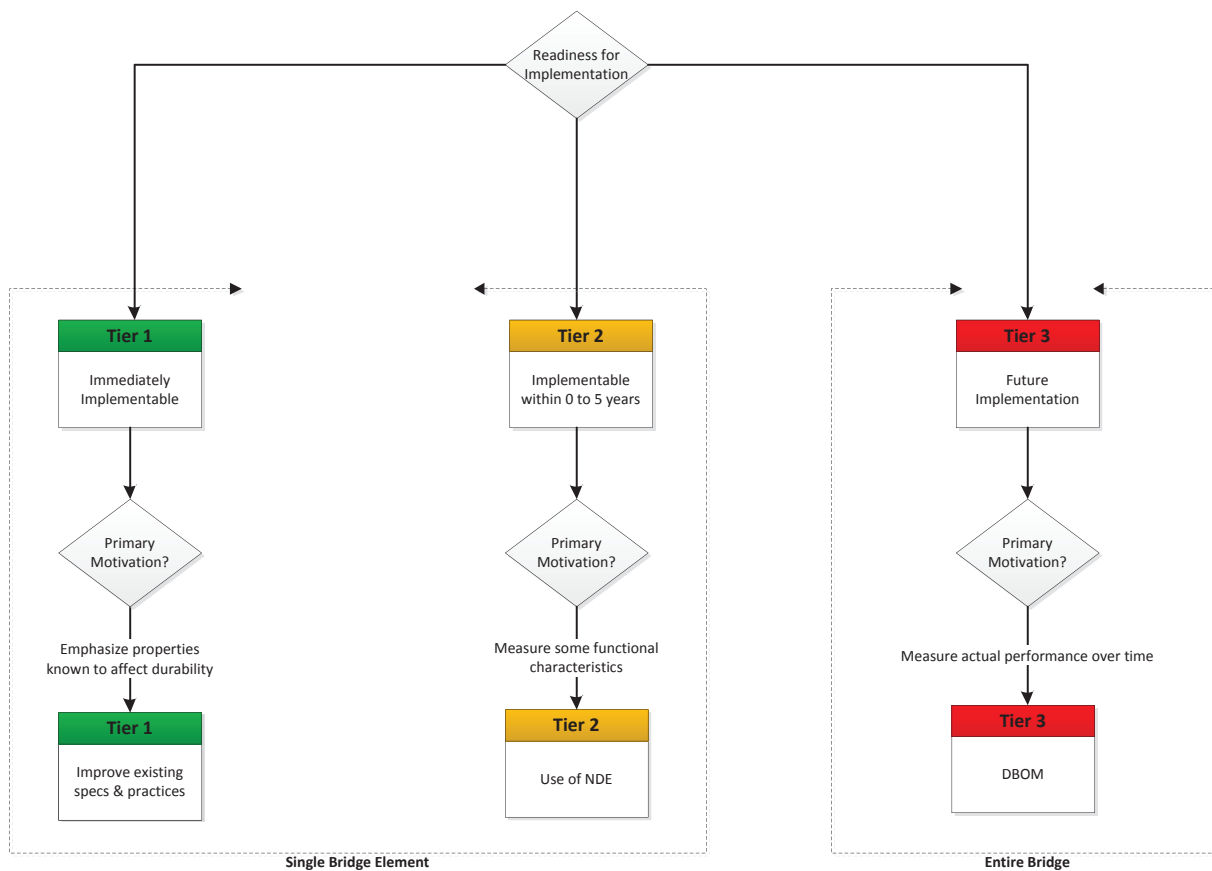 Readiness for
Implementation
Tier 1
Immediately
Implementable
Tier 2
Implementable
within 0 to 5 years
Tier 3
Future
Implementation
Primary
Motivation?
Primary
Motivation?
Primary
Motivation?
Emphasize properties
known to affect durability
Measure some functional
characteristics
Measure actual performance over time
Tier 1
Improve existing
specs & practices
Tier 2
Use of NDE
Tier 3
DBOM
Single Bridge Element
Entire Bridge